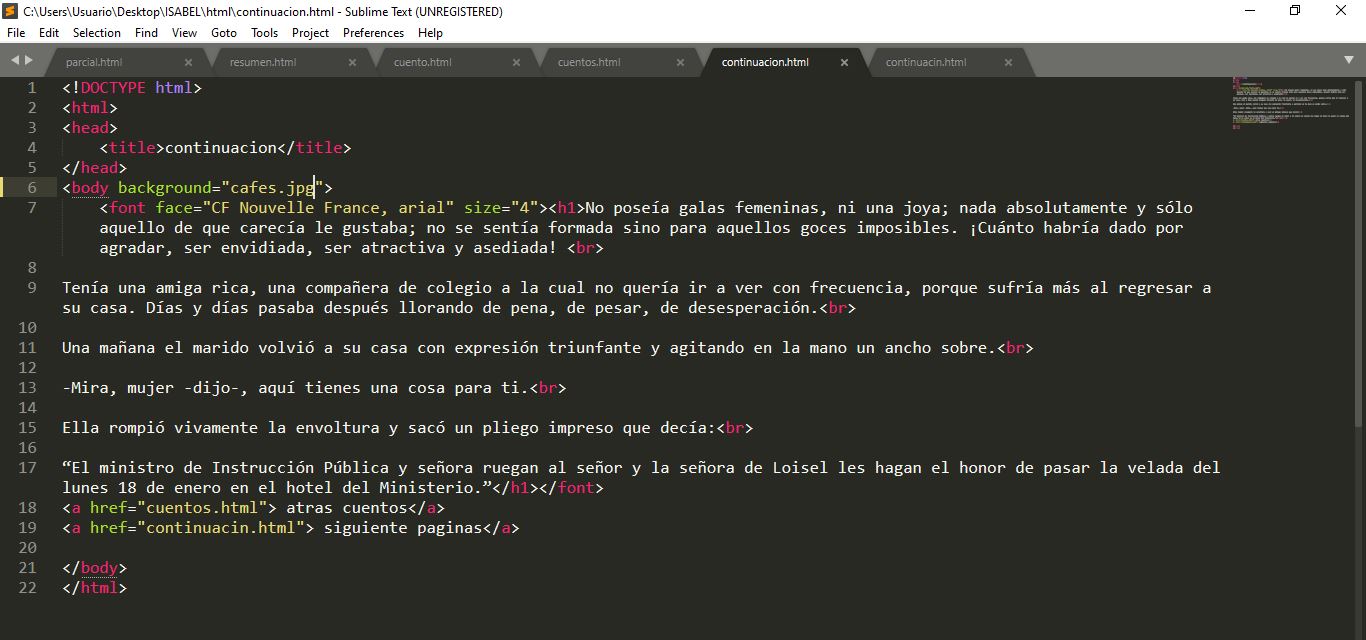 C:\Users\Usuario\Desktop\ISABEL\html\continuacion.html - Sublime Text (UNREGISTERED)
File Edit Selection Find View Goto Tools Project Preferences Help
parcial.html resumen.html cuento.html cuentos.html continuacion.html continuacin.html
1 <!DOCTYPE html>
2 <html>
3 <head>
4 <title>continuacion</title>
5 </head>
6 <body background="cafes.jpg">
7 <font face="CF Nouvelle France, arial" size="4"><h1>No poseía galas femeninas, ni una joya; nada absolutamente y sólo
aquello de que carecía le gustaba; no se sentía formada sino para aquellos goces imposibles. ¡Cuánto habría dado por
agradar, ser envidiada, ser atractiva y asediada! <br>
8
9 Tenía una amiga rica, una compañera de colegio a la cual no quería ir a ver con frecuencia, porque sufría más al regresar a
su casa. Días y días pasaba después llorando de pena, de pesar, de desesperación.<br>
10
11 Una mañana el marido volvió a su casa con expresión triunfante y agitando en la mano un ancho sobre.<br>
12
13 -Mira, mujer -dijo-, aquí tienes una cosa para ti.<br>
14
15 Ella rompió vivamente la envoltura y sacó un pliego impreso que decía:<br>
16
17 “El ministro de Instrucción Pública y señora ruegan al señor y la señora de Loisel les hagan el honor de pasar la velada del
lunes 18 de enero en el hotel del Ministerio.”</h1></font>
18 <a href="cuentos.html"> atras cuentos</a>
19 <a href="continuacin.html"> siguiente paginas</a>
20
21 </body>
22 </html>